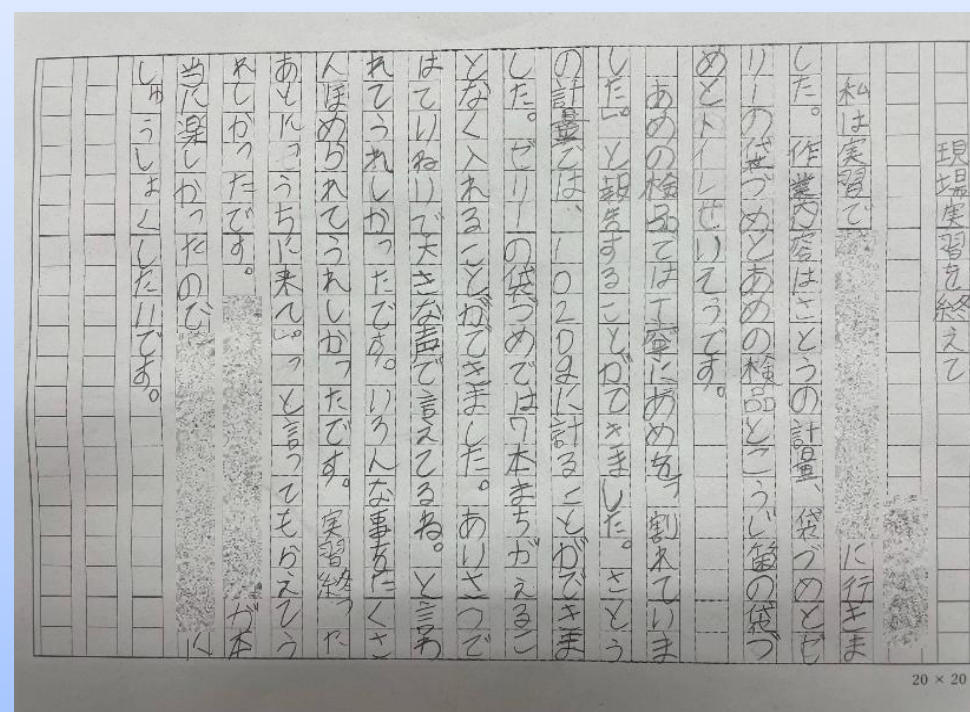 現場実習を終えて
私は実習で に行きま
した。作業内容はさとうの計量、袋づめとゼ
リーの袋づめとあめの検品とこうじ笛の袋づ
めとトイレせいそうです。
あめの検品では丁寧にあめを「割れていま
した。」と報告することができました。さとう
の計量では、1020gに計ることができま
した。ゼリーの袋づめでは7本まちがえるこ
となく入れることができました。ありさつで
はていねいで大きな声で言えてるね。と言わ
れてうれしかったです。いろんな事をたくさ
んほめられてうれしかったです。実習終った
あとに「うちに来て。」っと言ってもらえてう
れしかったです。 が本
当に楽しかったので に
しゅうしょくしたいです。
20 × 20